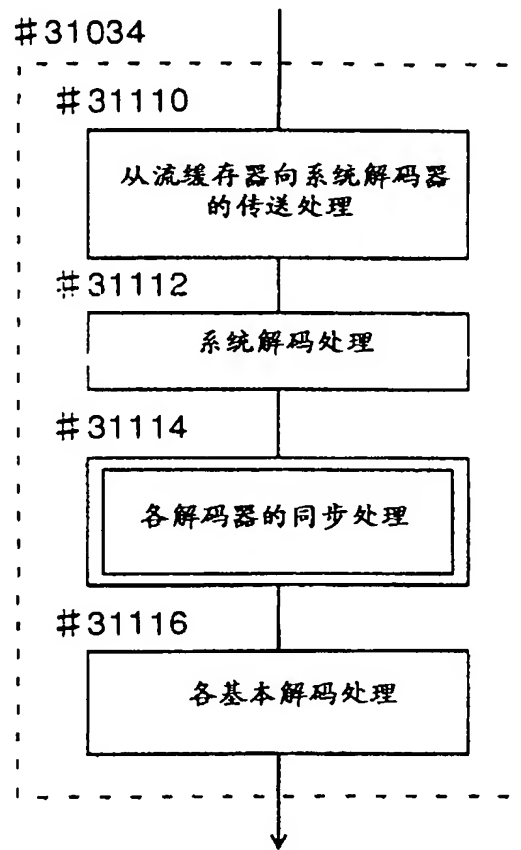 #31034
#31110
从流缓存器向系统解码器
的传送处理
#31112
系统解码处理
#31114
各解码器的同步处理
#31116
各基本解码处理